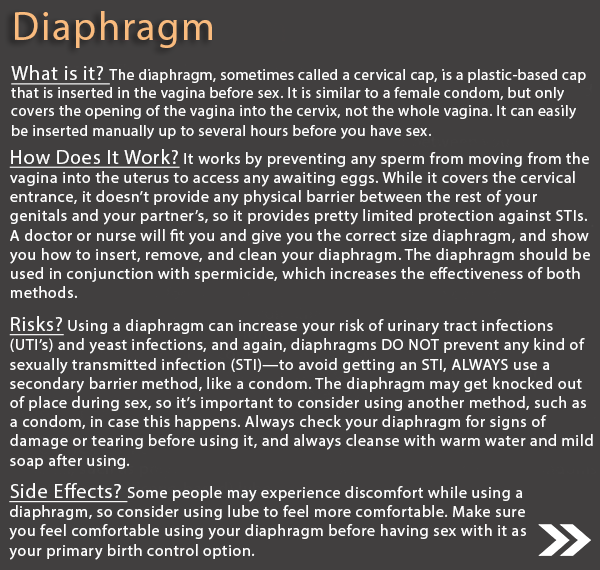 Diaphragm
What is it? The diaphragm, sometimes called a cervical cap, is a plastic-based cap
that is inserted in the vagina before sex. It is similar to a female condom, but only
covers the opening of the vagina into the cervix, not the whole vagina. It can easily
be inserted manually up to several hours before you have sex.
How Does It Work? It works by preventing any sperm from moving from the
vagina into the uterus to access any awaiting eggs. While it covers the cervical
entrance, it doesn’t provide any physical barrier between the rest of your
genitals and your partner’s, so it provides pretty limited protection against STIs.
A doctor or nurse will fit you and give you the correct size diaphragm, and show
you how to insert, remove, and clean your diaphragm. The diaphragm should be
used in conjunction with spermicide, which increases the effectiveness of both
methods.
Risks? Using a diaphragm can increase your risk of urinary tract infections
(UTI’s) and yeast infections, and again, diaphragms DO NOT prevent any kind of
sexually transmitted infection (STI)—to avoid getting an STI, ALWAYS use a
secondary barrier method, like a condom. The diaphragm may get knocked out
of place during sex, so it’s important to consider using another method, such as
a condom, in case this happens. Always check your diaphragm for signs of
damage or tearing before using it, and always cleanse with warm water and mild
soap after using.
Side Effects? Some people may experience discomfort while using a
diaphragm, so consider using lube to feel more comfortable. Make sure
you feel comfortable using your diaphragm before having sex with it as
your primary birth control option.